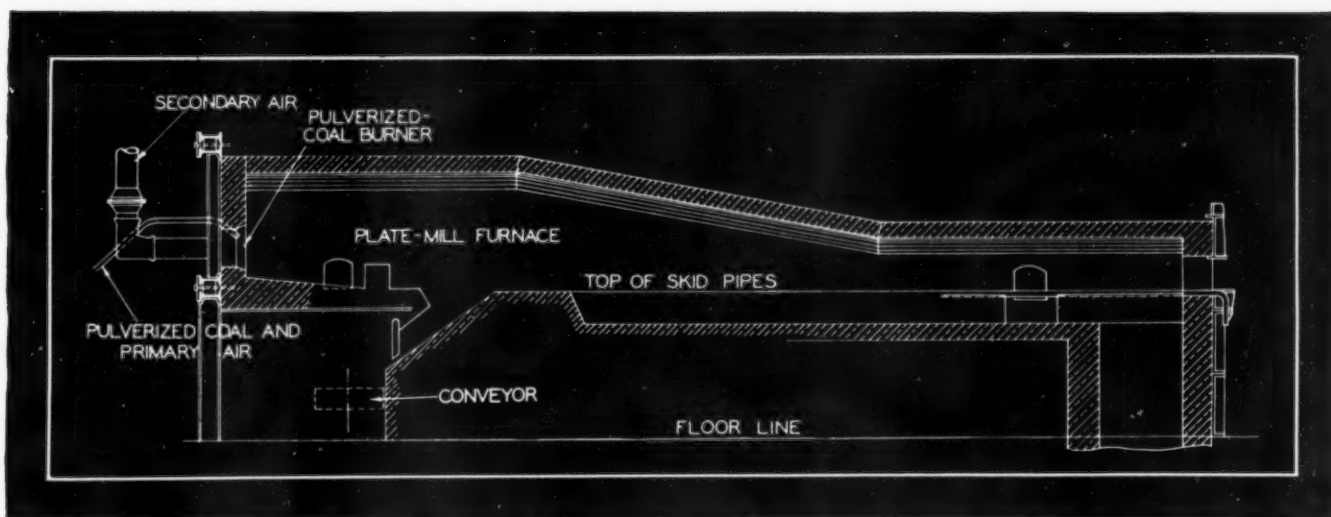 SECONDARY AIR
PULVERIZED-
COAL BURNER
PLATE-MILL FURNACE
TOP OF SKID PIPES
PULVERIZED COAL AND
PRIMARY AIR
CONVEYOR
FLOOR LINE